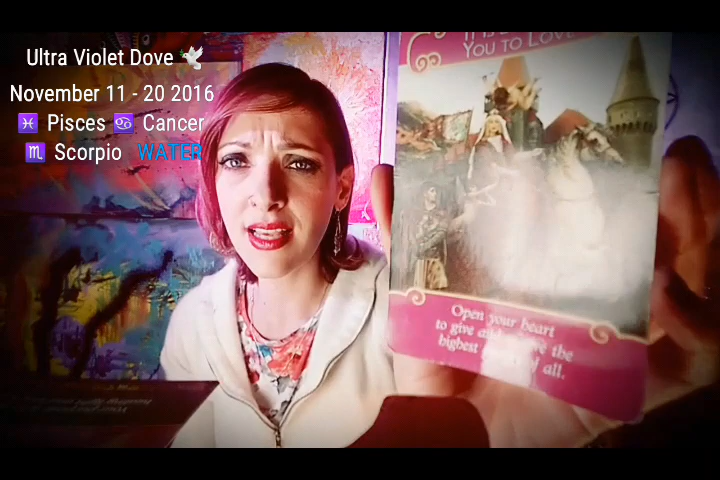 Ultra Violet Dove 🕊
November 11 - 20 2016
♓ Pisces ♋ Cancer
♏ Scorpio WATER
You to Love
Open your heart
to give the
highest all.